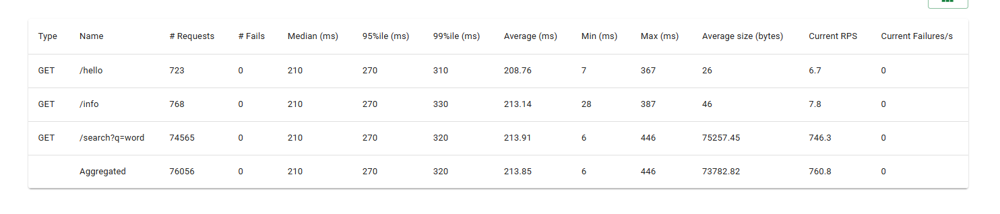 Type Name # Requests # Fails Median (ms) 95%ile (ms) 99%ile (ms) Average (ms) Min (ms) Max (ms) Average size (bytes) Current RPS Current Failures/s
GET /hello 723 0 210 270 310 208.76 7 367 26 6.7 0
GET /info 768 0 210 270 330 213.14 28 387 46 7.8 0
GET /search?q=word 74565 0 210 270 320 213.91 6 446 75257.45 746.3 0
Aggregated 76056 0 210 270 320 213.85 6 446 73782.82 760.8 0